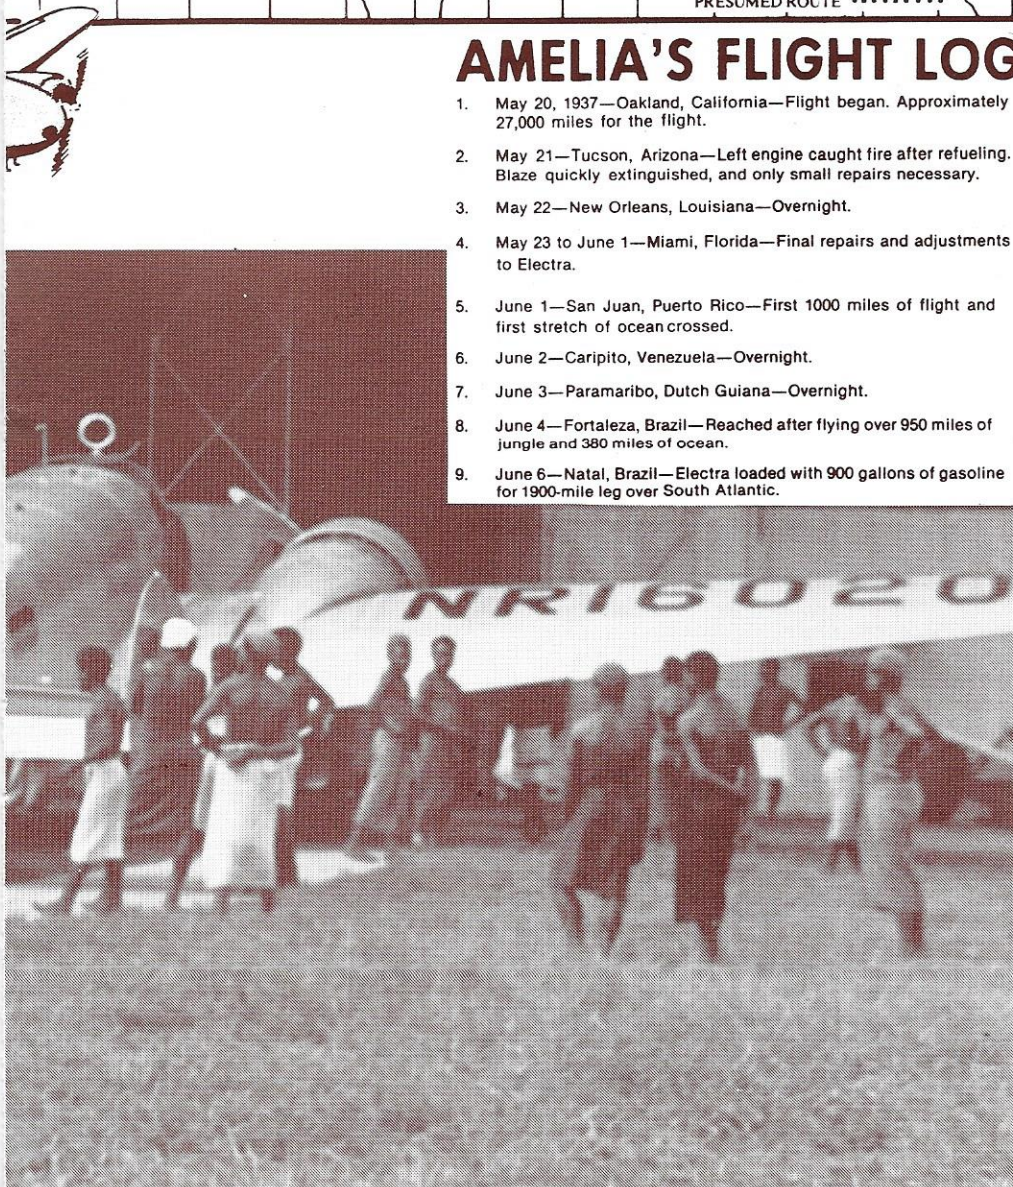 PRESUMED ROUTE
AMELIA'S FLIGHT LOG
1. May 20, 1937—Oakland, California—Flight began. Approximately
27,000 miles for the flight.
2. May 21—Tucson, Arizona—Left engine caught fire after refueling.
Blaze quickly extinguished, and only small repairs necessary.
3. May 22—New Orleans, Louisiana—Overnight.
4. May 23 to June 1—Miami, Florida—Final repairs and adjustments
to Electra.
5. June 1—San Juan, Puerto Rico—First 1000 miles of flight and
first stretch of ocean crossed.
6. June 2—Caripito, Venezuela—Overnight.
7. June 3—Paramaribo, Dutch Guiana—Overnight.
8. June 4—Fortaleza, Brazil—Reached after flying over 950 miles of
jungle and 380 miles of ocean.
9. June 6—Natal, Brazil—Electra loaded with 900 gallons of gasoline
for 1900-mile leg over South Atlantic.
NR16020